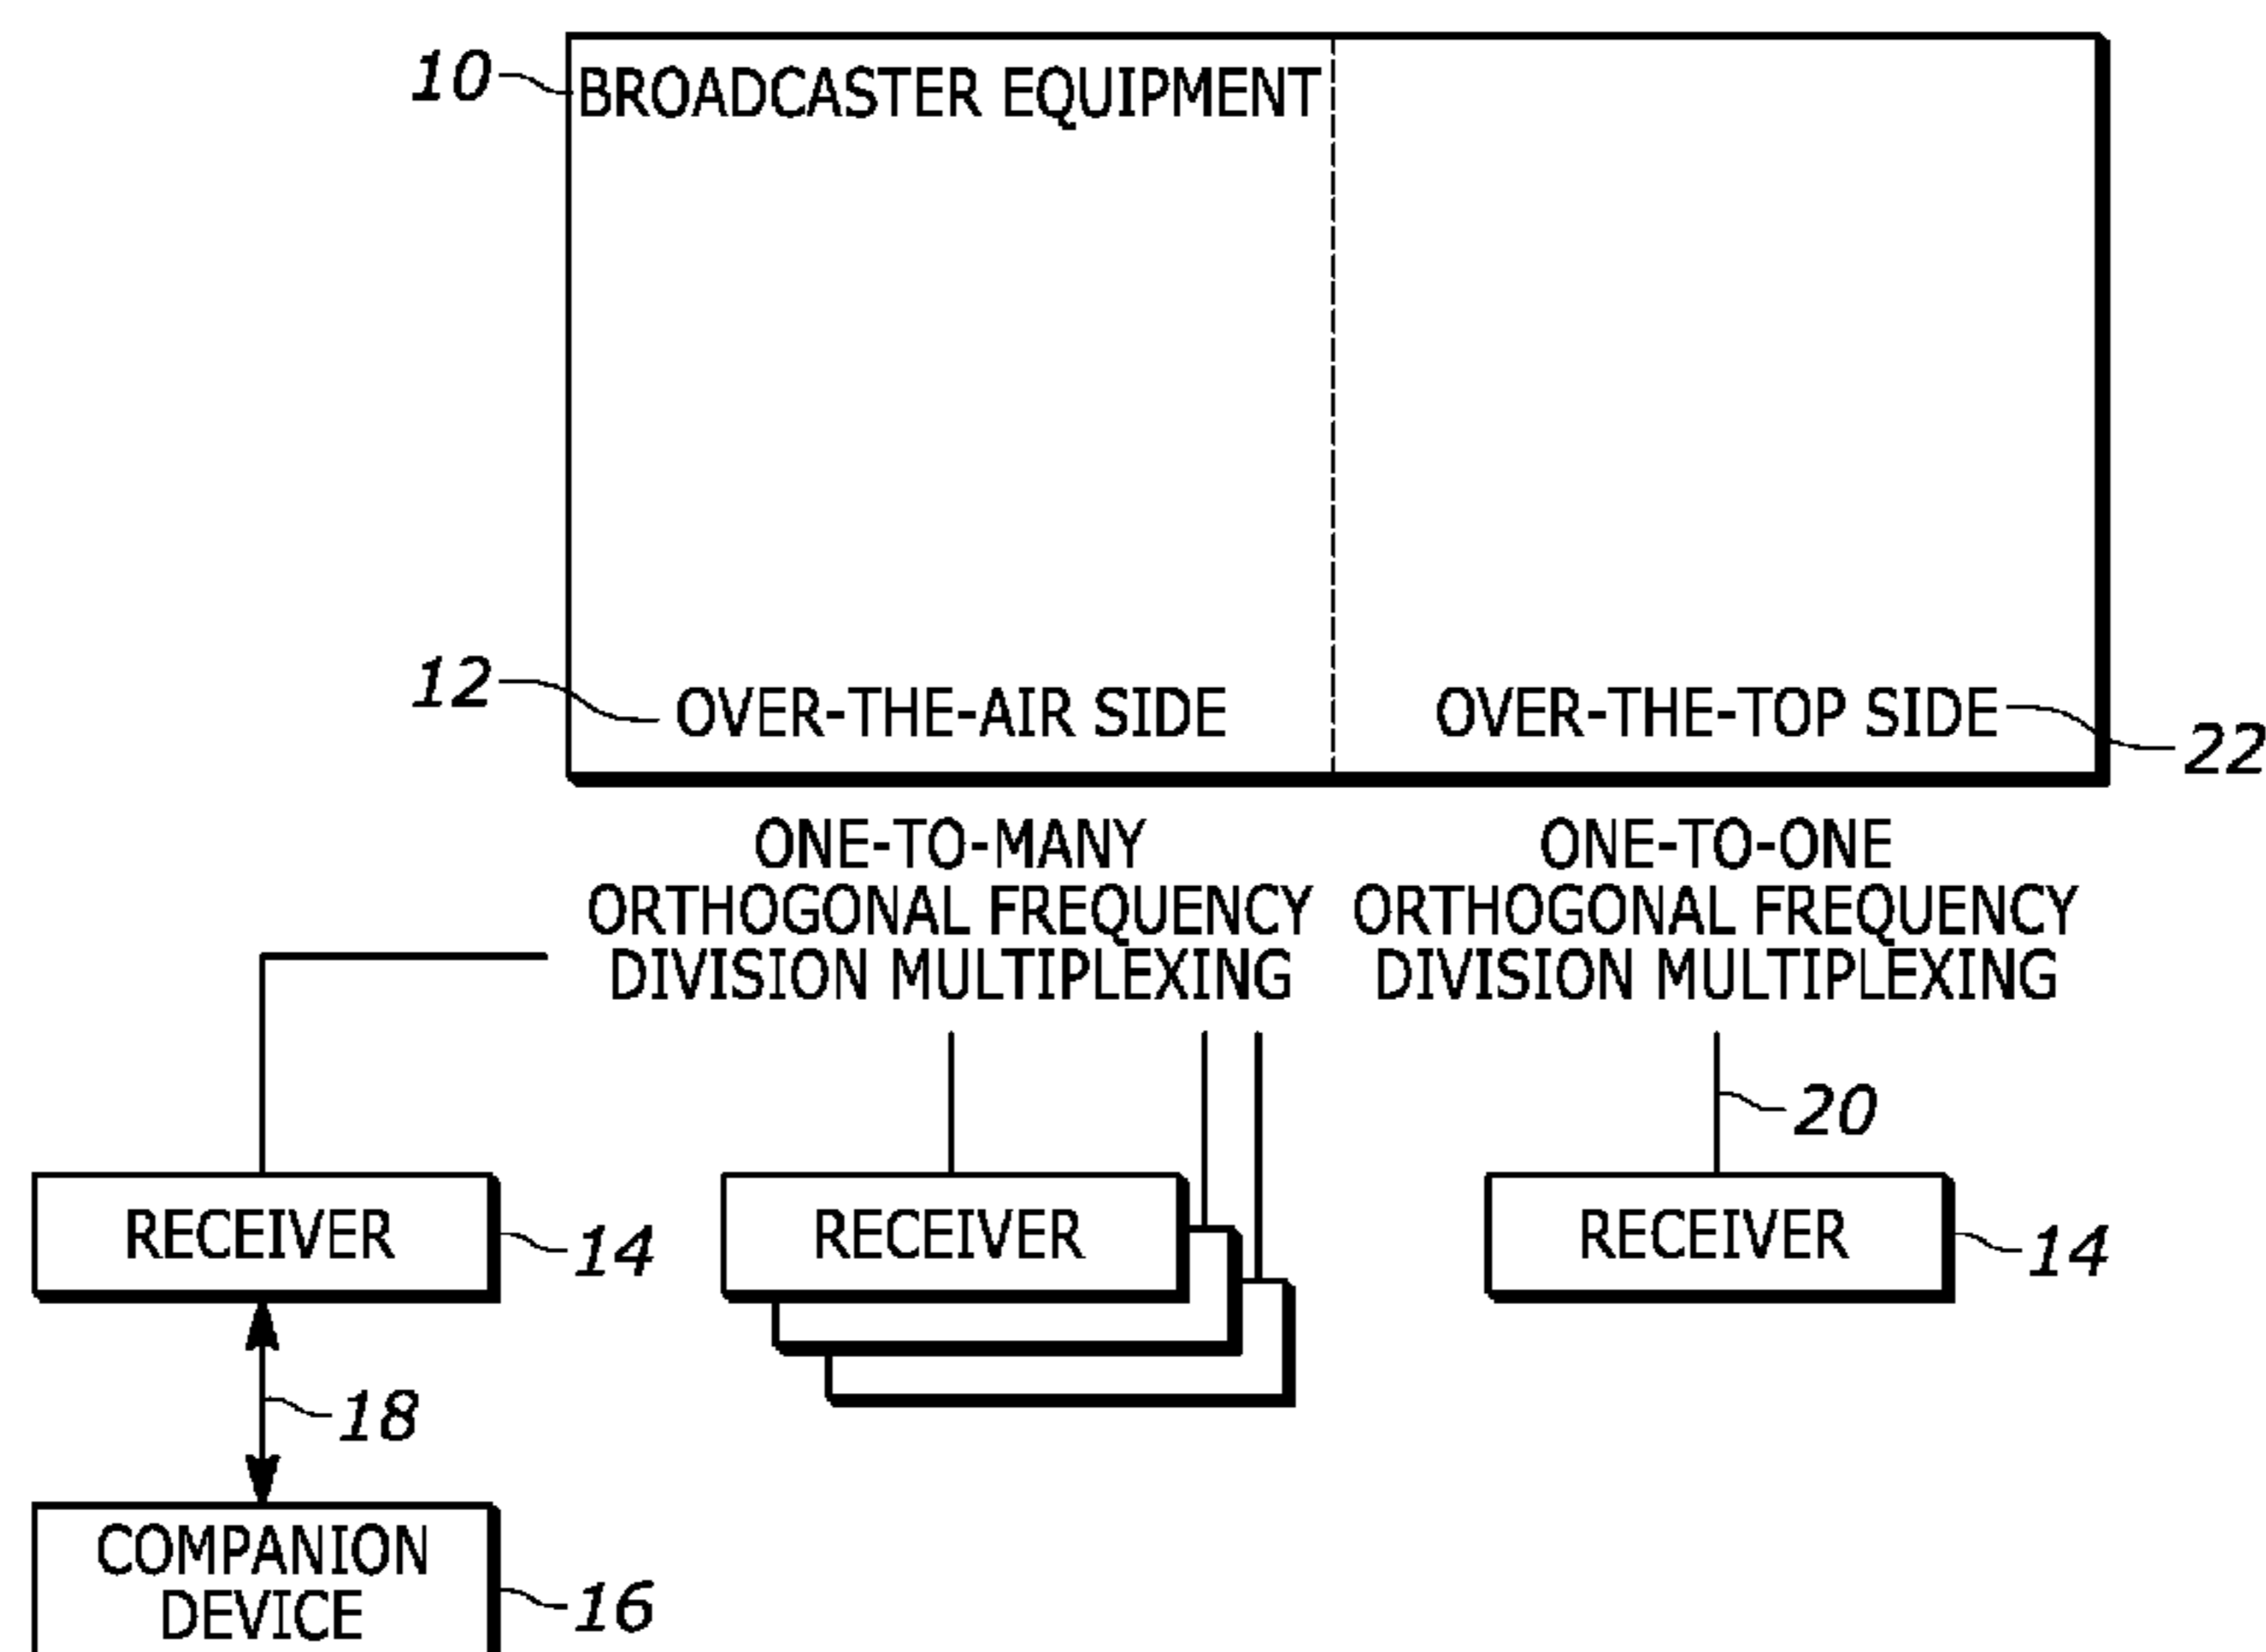 10
BROADCASTER EQUIPMENT
12
OVER-THE-AIR SIDE
OVER-THE-TOP SIDE
22
ONE-TO-MANY
ORTHOGONAL FREQUENCY
DIVISION MULTIPLEXING
ONE-TO-ONE
ORTHOGONAL FREQUENCY
DIVISION MULTIPLEXING
20
RECEIVER
14
RECEIVER
RECEIVER
14
18
COMPANION
DEVICE
16